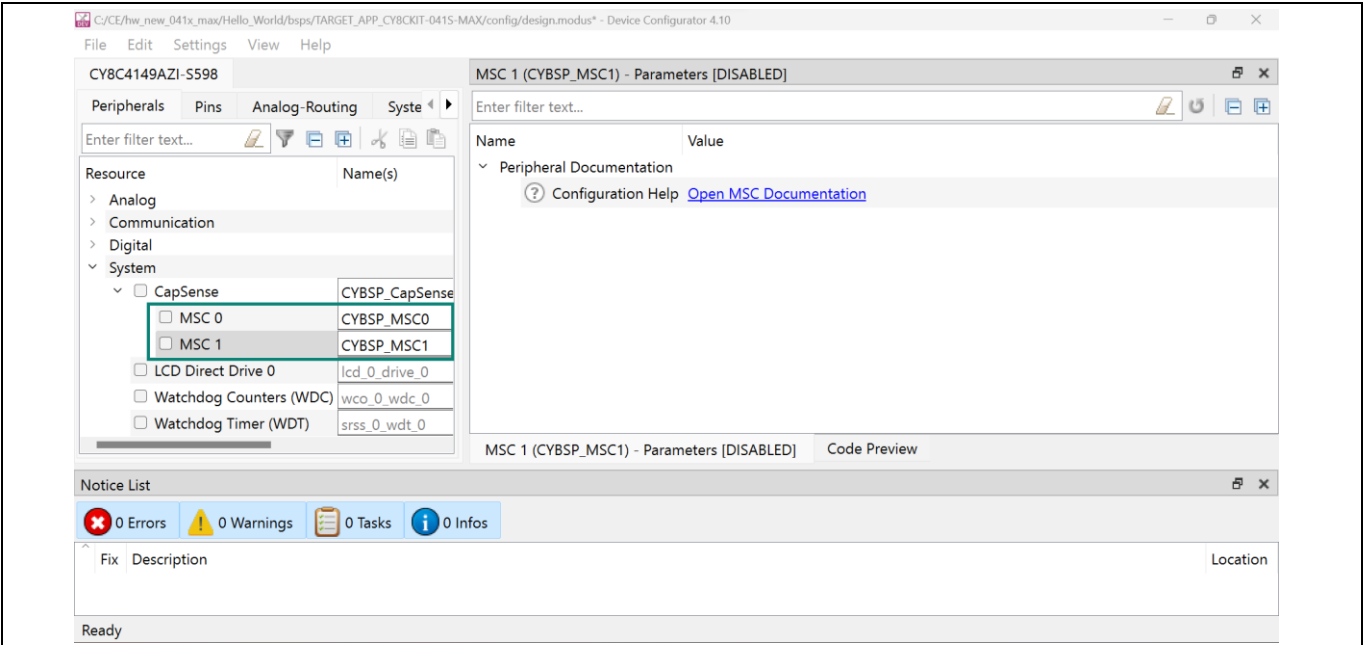 C:/CE/hw_new_041x_max/Hello_World/bsps/TARGET_APP_CY8CKIT-041S-MAX/config/design.modus* - Device Configurator 4.10
File Edit Settings View Help
CY8C4149AZI-S598
Peripherals Pins Analog-Routing Syste
Enter filter text...
Resource Name(s)
Analog
Communication
Digital
System
CapSense CYBSP_CapSense
MSC 0 CYBSP_MSC0
MSC 1 CYBSP_MSC1
LCD Direct Drive 0 lcd_0_drive_0
Watchdog Counters (WDC) wco_0_wdc_0
Watchdog Timer (WDT) srss_0_wdt_0
MSC 1 (CYBSP_MSC1) - Parameters [DISABLED]
Enter filter text...
Name Value
Peripheral Documentation
? Configuration Help Open MSC Documentation
MSC 1 (CYBSP_MSC1) - Parameters [DISABLED] Code Preview
Notice List
0 Errors 0 Warnings 0 Tasks 0 Infos
Fix Description Location
Ready